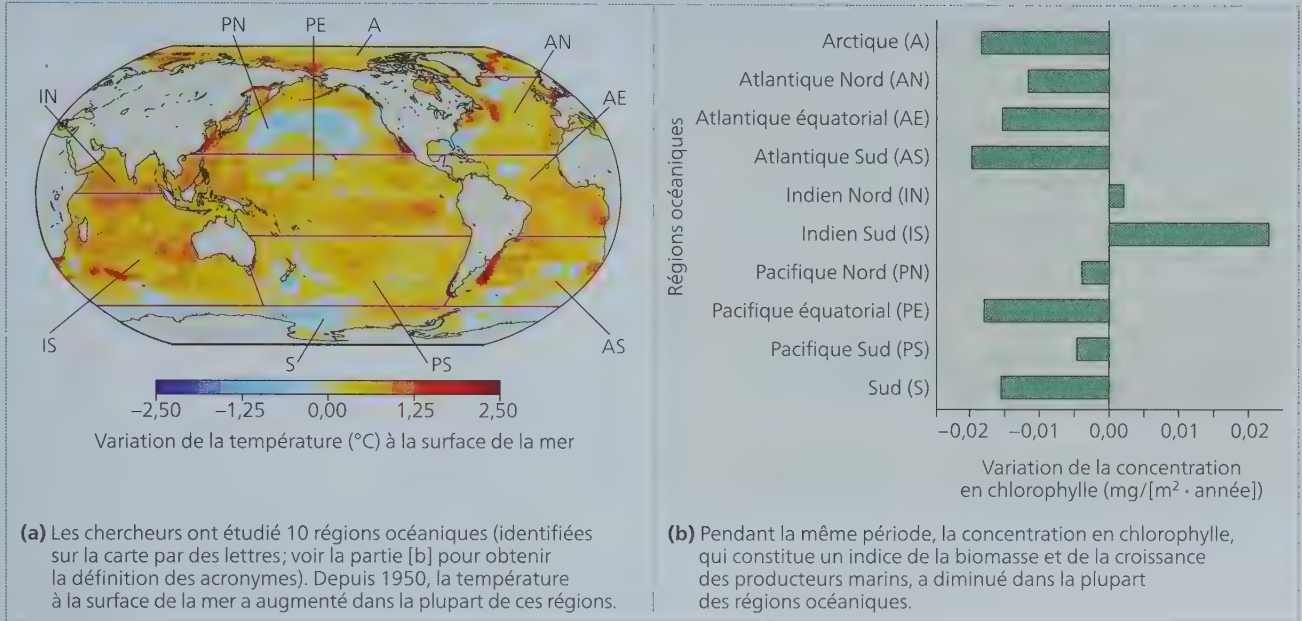 PN
PE
A
AN
IN
AE
IS
S
PS
AS
−2,50 −1,25 0,00 1,25 2,50
Variation de la température (°C) à la surface de la mer
(a) Les chercheurs ont étudié 10 régions océaniques (identifiées
sur la carte par des lettres; voir la partie [b] pour obtenir
la définition des acronymes). Depuis 1950, la température
à la surface de la mer a augmenté dans la plupart de ces régions.
Régions océaniques
Arctique (A)
Atlantique Nord (AN)
Atlantique équatorial (AE)
Atlantique Sud (AS)
Indien Nord (IN)
Indien Sud (IS)
Pacifique Nord (PN)
Pacifique équatorial (PE)
Pacifique Sud (PS)
Sud (S)
−0,02 −0,01 0,00 0,01 0,02
Variation de la concentration
en chlorophylle (mg/[m² · année])
(b) Pendant la même période, la concentration en chlorophylle,
qui constitue un indice de la biomasse et de la croissance
des producteurs marins, a diminué dans la plupart
des régions océaniques.